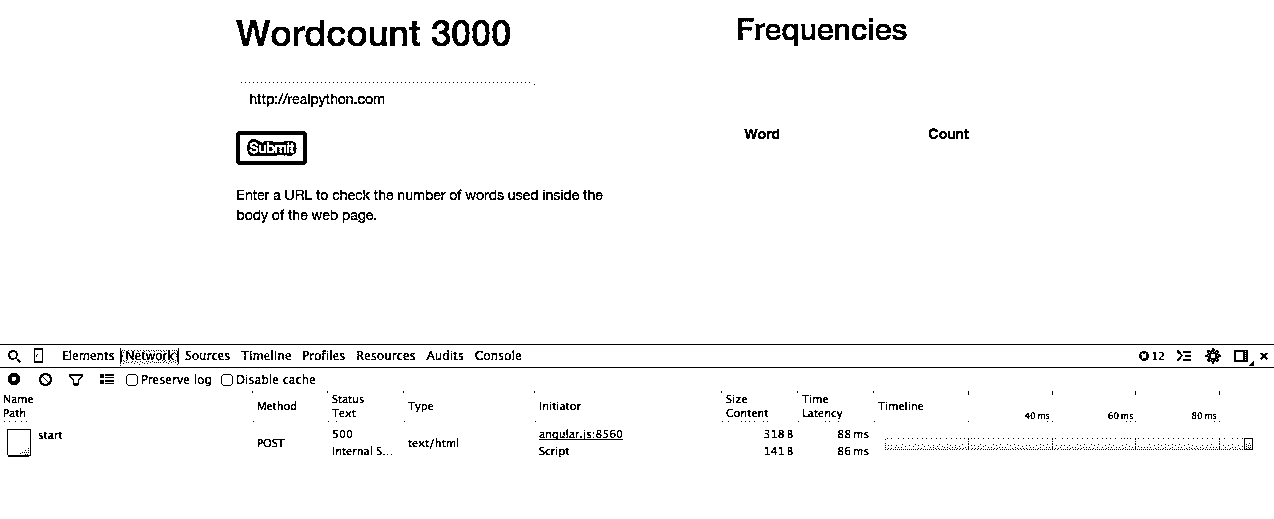 Wordcount 3000
http://realpython.com
Submit
Enter a URL to check the number of words used inside the
body of the web page.
Frequencies
Word Count
Elements Network Sources Timeline Profiles Resources Audits Console 12
Preserve log Disable cache
Name Path Method Status Text Type Initiator Size Content Time Latency Timeline 40 ms 60 ms 80 ms
start POST 500 text/html angular.js:8560 318 B 88 ms
Internal S... Script 141 B 86 ms